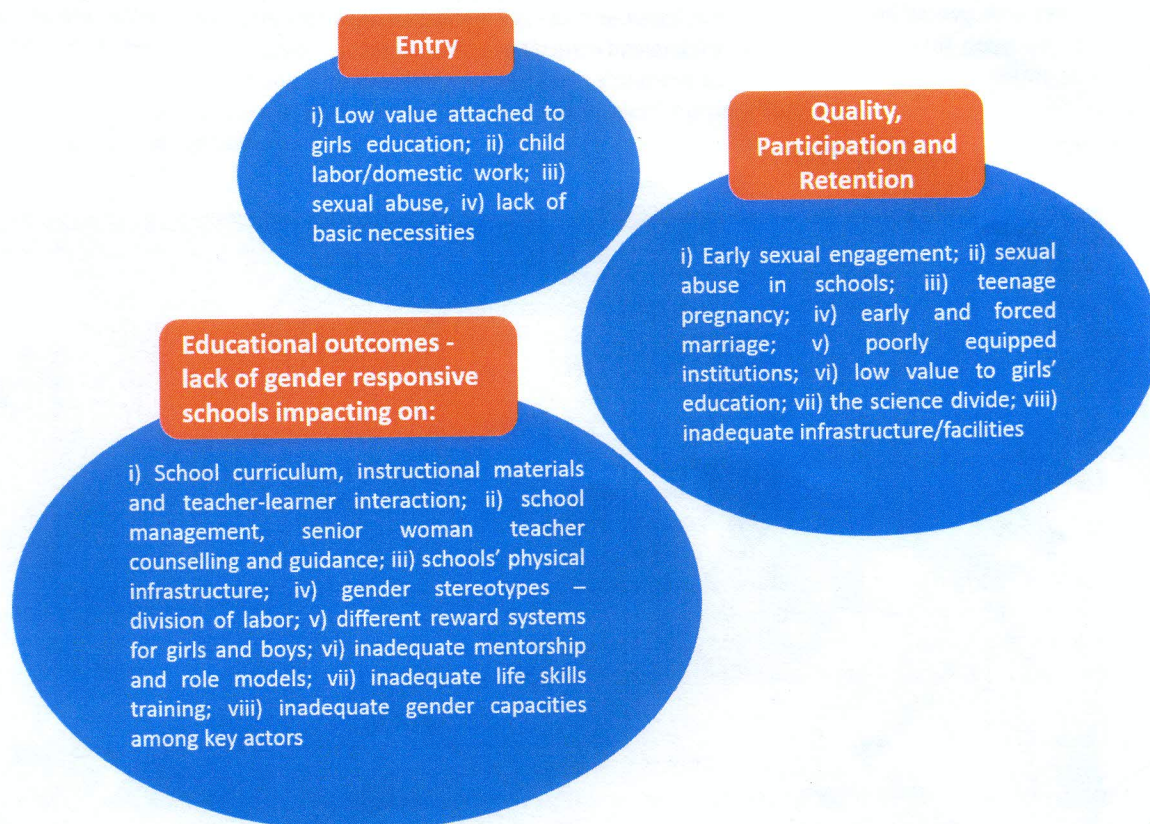 Entry
i) Low value attached to
girls education; ii) child
labor/domestic work; iii)
sexual abuse, iv) lack of
basic necessities
Quality,
Participation and
Retention
i) Early sexual engagement; ii) sexual
abuse in schools; iii) teenage
pregnancy; iv) early and forced
marriage; v) poorly equipped
institutions; vi) low value to girls’
education; vii) the science divide; viii)
inadequate infrastructure/facilities
Educational outcomes -
lack of gender responsive
schools impacting on:
i) School curriculum, instructional materials
and teacher-learner interaction; ii) school
management, senior woman teacher
counselling and guidance; iii) schools’ physical
infrastructure; iv) gender stereotypes –
division of labor; v) different reward systems
for girls and boys; vi) inadequate mentorship
and role models; vii) inadequate life skills
training; viii) inadequate gender capacities
among key actors